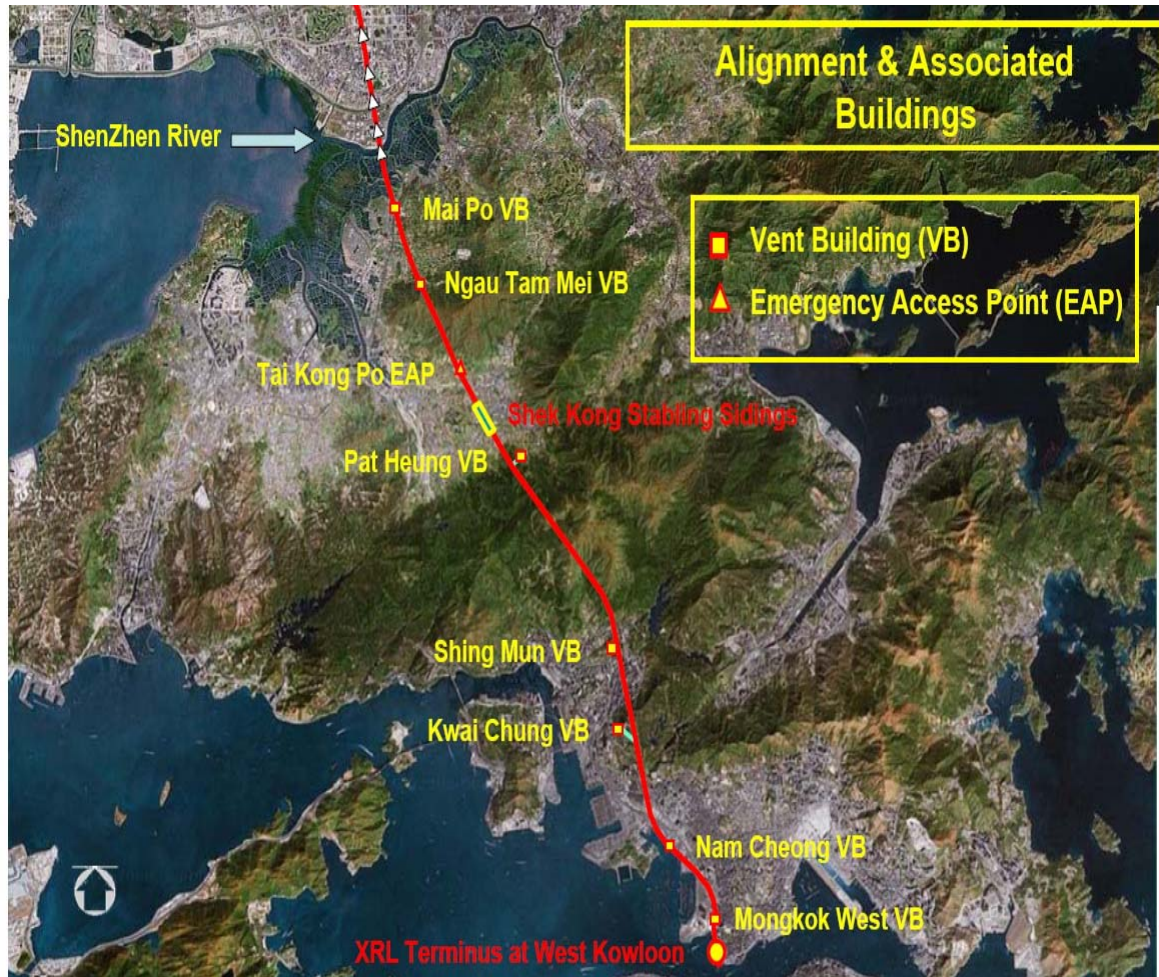 Alignment & Associated
Buildings
ShenZhen River
Mai Po VB
Vent Building (VB)
Ngau Tam Mei VB
Emergency Access Point (EAP)
Tai Kong Po EAP
Shek Kong Stabling Sidings
Pat Heung VB
Shing Mun VB
Kwai Chung VB
Nam Cheong VB
Mongkok West VB
XRL Terminus at West Kowloon